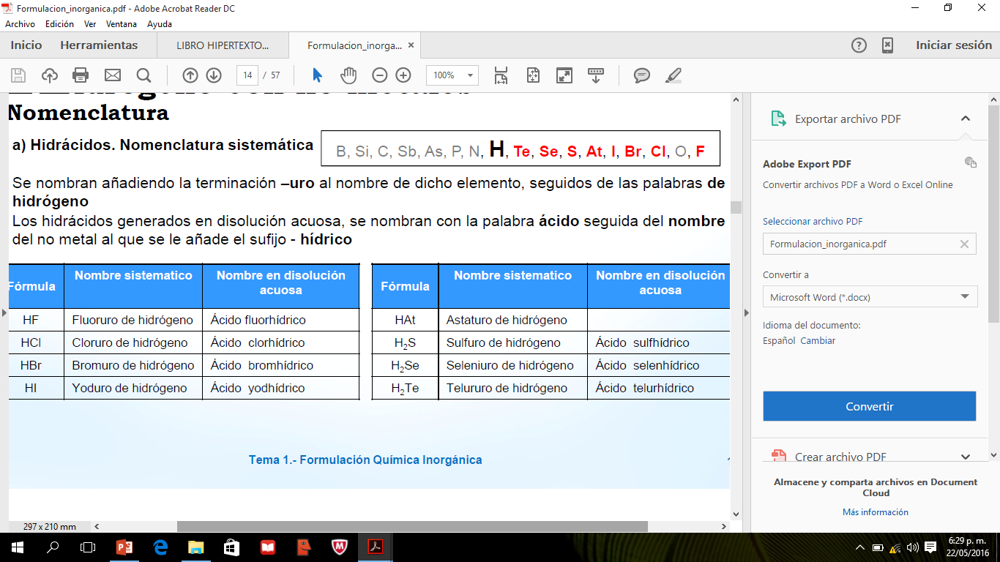 Formulacion_inorganica.pdf - Adobe Acrobat Reader DC
Archivo Edición Ver Ventana Ayuda
Inicio Herramientas LIBRO HIPERTEXTO... Formulacion_inorga... Iniciar sesión
14 / 57 100%
Nomenclatura
a) Hidrácidos. Nomenclatura sistemática
B, Si, C, Sb, As, P, N, H, Te, Se, S, At, I, Br, Cl, O, F
Se nombran añadiendo la terminación –uro al nombre de dicho elemento, seguidos de las palabras de
hidrógeno
Los hidrácidos generados en disolución acuosa, se nombran con la palabra ácido seguida del nombre
del no metal al que se le añade el sufijo - hídrico
Fórmula Nombre sistematico Nombre en disolución acuosa
HF Fluoruro de hidrógeno Ácido fluorhídrico
HCl Cloruro de hidrógeno Ácido clorhídrico
HBr Bromuro de hidrógeno Ácido bromhídrico
HI Yoduro de hidrógeno Ácido yodhídrico
Fórmula Nombre sistematico Nombre en disolución acuosa
HAt Astaturo de hidrógeno
H2S Sulfuro de hidrógeno Ácido sulfhídrico
H2Se Seleniuro de hidrógeno Ácido selenhídrico
H2Te Telururo de hidrógeno Ácido telurhídrico
Tema 1.- Formulación Química Inorgánica
297 x 210 mm
Exportar archivo PDF
Adobe Export PDF
Convertir archivos PDF a Word o Excel Online
Seleccionar archivo PDF
Formulacion_inorganica.pdf
Convertir a
Microsoft Word (*.docx)
Idioma del documento:
Español Cambiar
Convertir
Crear archivo PDF
Almacene y comparta archivos en Document
Cloud
Más información
6:29 p. m.
22/05/2016